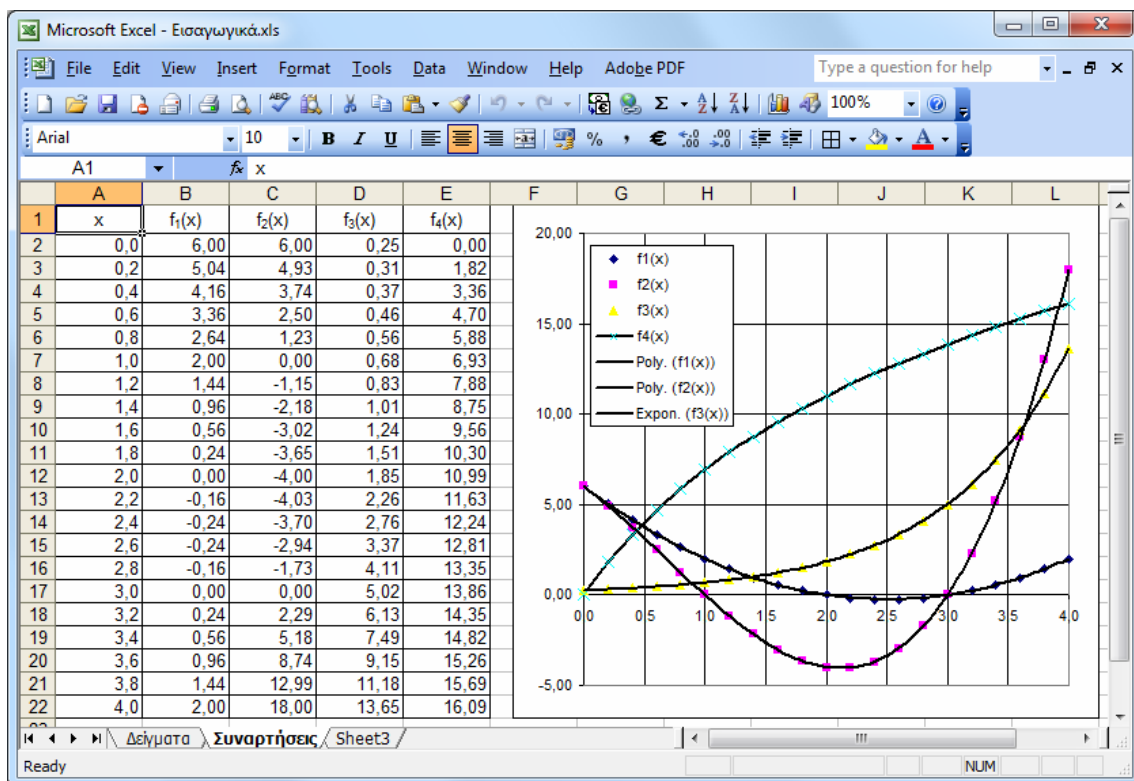 Microsoft Excel - Εισαγωγικά.xls
File Edit View Insert Format Tools Data Window Help Adobe PDF Type a question for help
100%
Arial 10 B I U % € ,00 ,0
A1 fx x
A B C D E F G H I J K L
1 x f₁(x) f₂(x) f₃(x) f₄(x)
2 0,0 6,00 6,00 0,25 0,00
3 0,2 5,04 4,93 0,31 1,82
4 0,4 4,16 3,74 0,37 3,36
5 0,6 3,36 2,50 0,46 4,70
6 0,8 2,64 1,23 0,56 5,88
7 1,0 2,00 0,00 0,68 6,93
8 1,2 1,44 -1,15 0,83 7,88
9 1,4 0,96 -2,18 1,01 8,75
10 1,6 0,56 -3,02 1,24 9,56
11 1,8 0,24 -3,65 1,51 10,30
12 2,0 0,00 -4,00 1,85 10,99
13 2,2 -0,16 -4,03 2,26 11,63
14 2,4 -0,24 -3,70 2,76 12,24
15 2,6 -0,24 -2,94 3,37 12,81
16 2,8 -0,16 -1,73 4,11 13,35
17 3,0 0,00 0,00 5,02 13,86
18 3,2 0,24 2,29 6,13 14,35
19 3,4 0,56 5,18 7,49 14,82
20 3,6 0,96 8,74 9,15 15,26
21 3,8 1,44 12,99 11,18 15,69
22 4,0 2,00 18,00 13,65 16,09
20,00
15,00
10,00
5,00
0,00
-5,00
f1(x)
f2(x)
f3(x)
f4(x)
Poly. (f1(x))
Poly. (f2(x))
Expon. (f3(x))
0,0 0,5 1,0 1,5 2,0 2,5 3,0 3,5 4,0
Δείγματα Συναρτήσεις Sheet3
Ready NUM